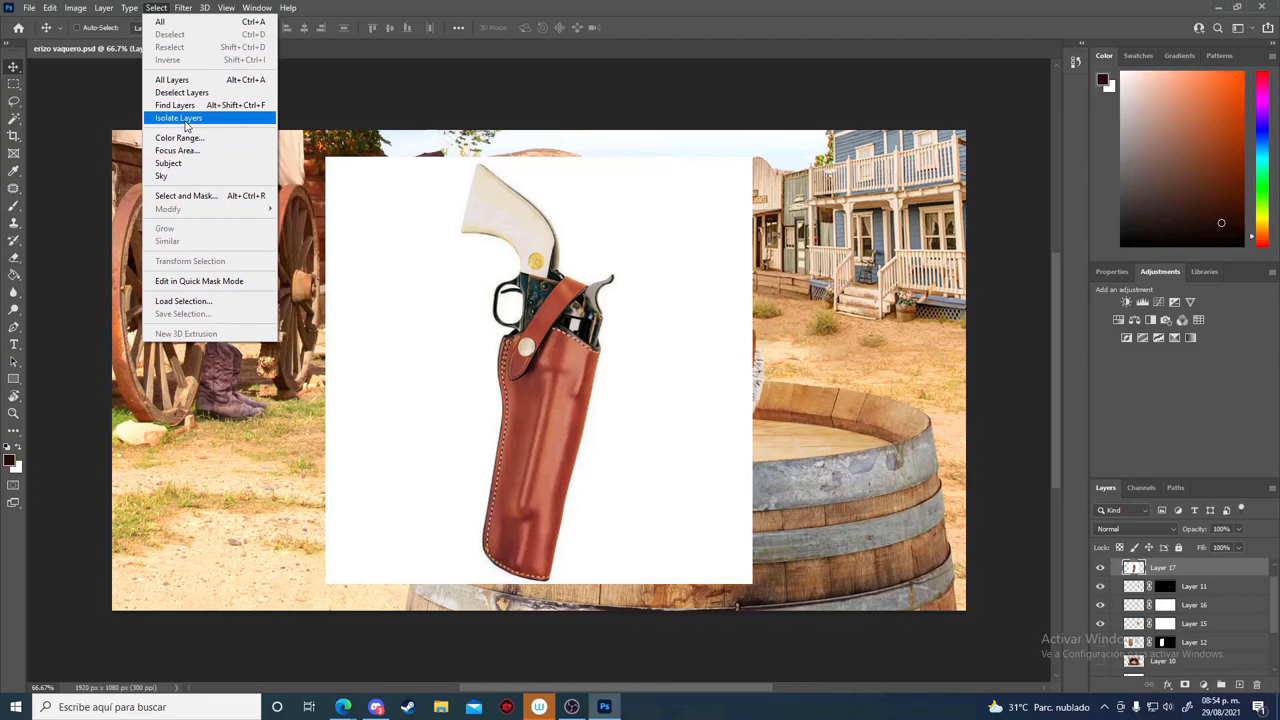 Ps File Edit Image Layer Type Select Filter 3D View Window Help
Auto-Select: 3D Mode:
erizo vaquero.psd @ 66.7%
All Ctrl+A
Deselect Ctrl+D
Reselect Shift+Ctrl+D
Inverse Shift+Ctrl+I
All Layers Alt+Ctrl+A
Deselect Layers
Find Layers Alt+Shift+Ctrl+F
Isolate Layers
Color Range...
Focus Area...
Subject
Sky
Select and Mask... Alt+Ctrl+R
Modify
Grow
Similar
Transform Selection
Edit in Quick Mask Mode
Load Selection...
Save Selection...
New 3D Extrusion
Color Swatches Gradients Patterns
Properties Adjustments Libraries
Add an adjustment
Layers Channels Paths
Kind
Normal Opacity: 100%
Lock: Fill: 100%
Layer 17
Layer 11
Layer 16
Layer 15
Layer 12
Layer 10
Activar Windows
Ve a Configuración para activar Windows.
66.67% 1920 px x 1080 px (300 ppi)
Escribe aquí para buscar
31°C Parc. nublado
08:54 p. m.
29/08/2021